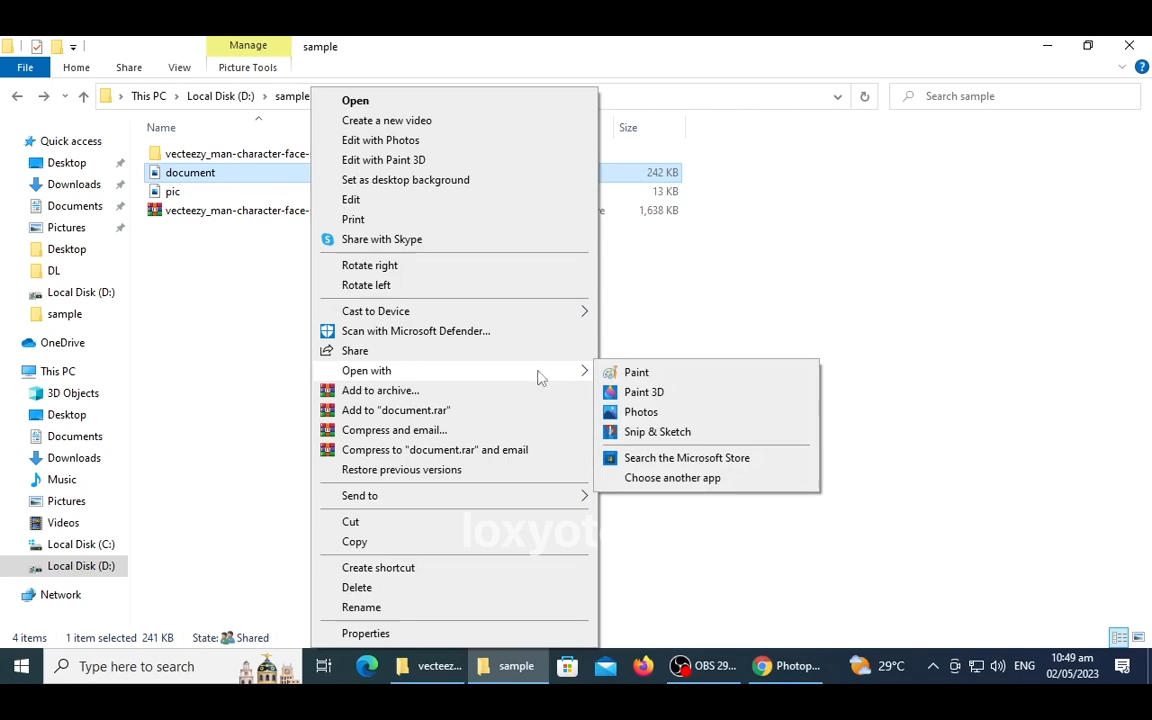 Manage
sample
File
Home
Share
View
Picture Tools
This PC
Local Disk (D:)
sample
Search sample
Name
Size
Quick access
Desktop
Downloads
Documents
Pictures
Desktop
DL
Local Disk (D:)
sample
OneDrive
This PC
3D Objects
Desktop
Documents
Downloads
Music
Pictures
Videos
Local Disk (C:)
Local Disk (D:)
Network
vecteezy_man-character-face-
document
242 KB
pic
13 KB
vecteezy_man-character-face-
1,638 KB
Open
Create a new video
Edit with Photos
Edit with Paint 3D
Set as desktop background
Edit
Print
Share with Skype
Rotate right
Rotate left
Cast to Device
Scan with Microsoft Defender...
Share
Open with
Add to archive...
Add to "document.rar"
Compress and email...
Compress to "document.rar" and email
Restore previous versions
Send to
Cut
Copy
Create shortcut
Delete
Rename
Properties
Paint
Paint 3D
Photos
Snip & Sketch
Search the Microsoft Store
Choose another app
4 items
1 item selected 241 KB
State: Shared
Type here to search
vecteez...
sample
OBS 29...
Photop...
29°C
ENG
10:49 am
02/05/2023